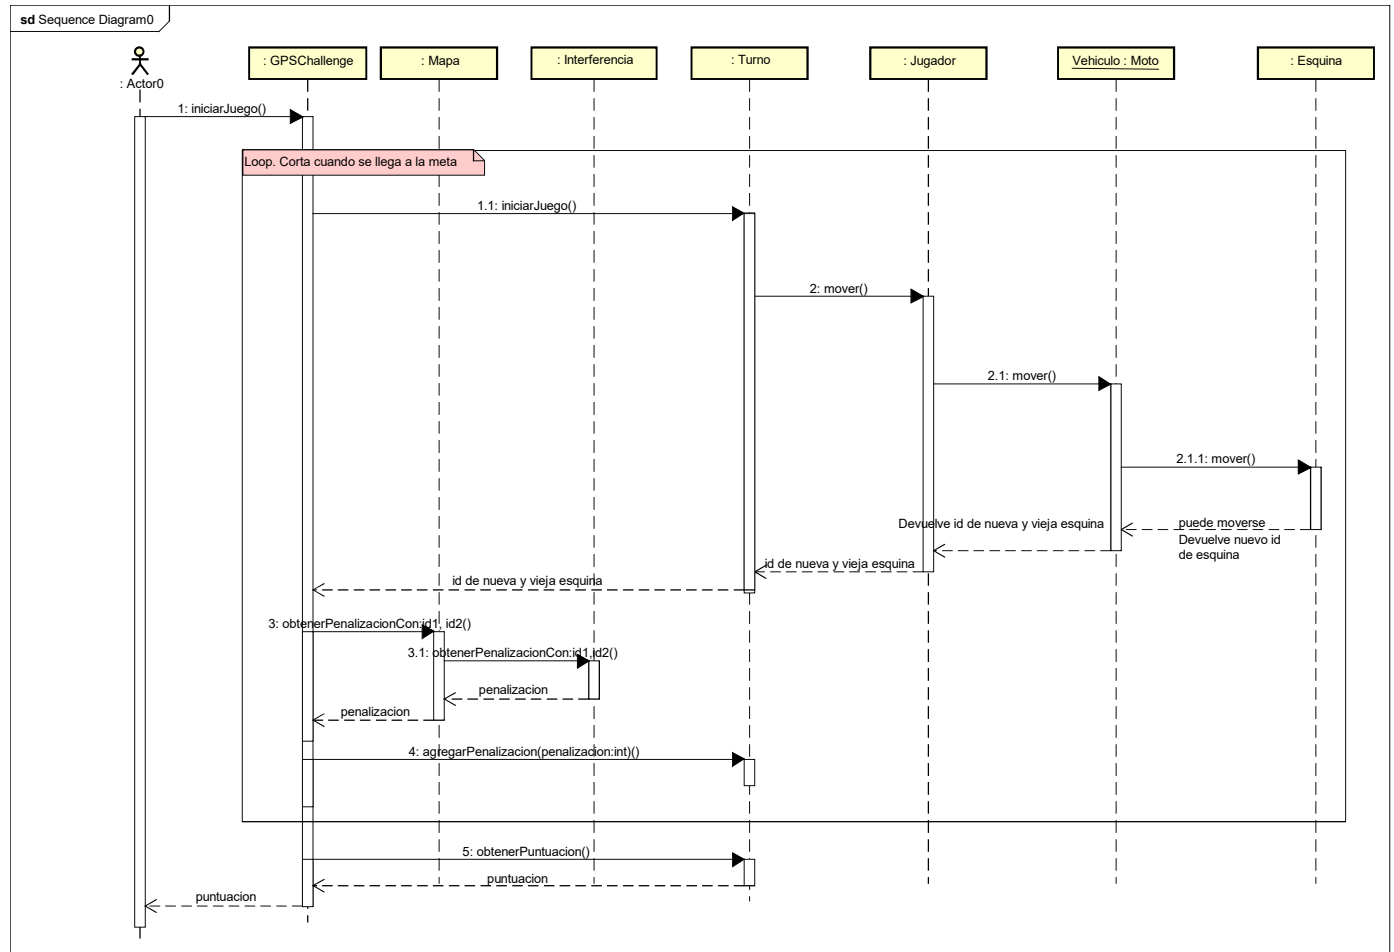 sd Sequence Diagram0
: Actor0
: GPSChallenge
: Mapa
: Interferencia
: Turno
: Jugador
Vehiculo : Moto
: Esquina
1: iniciarJuego()
Loop. Corta cuando se llega a la meta
1.1: iniciarJuego()
2: mover()
2.1: mover()
2.1.1: mover()
puede moverse
Devuelve nuevo id
de esquina
Devuelve id de nueva y vieja esquina
id de nueva y vieja esquina
id de nueva y vieja esquina
3: obtenerPenalizacionCon:id1, id2()
3.1: obtenerPenalizacionCon:id1,id2()
penalizacion
penalizacion
4: agregarPenalizacion(penalizacion:int)()
5: obtenerPuntuacion()
puntuacion
puntuacion